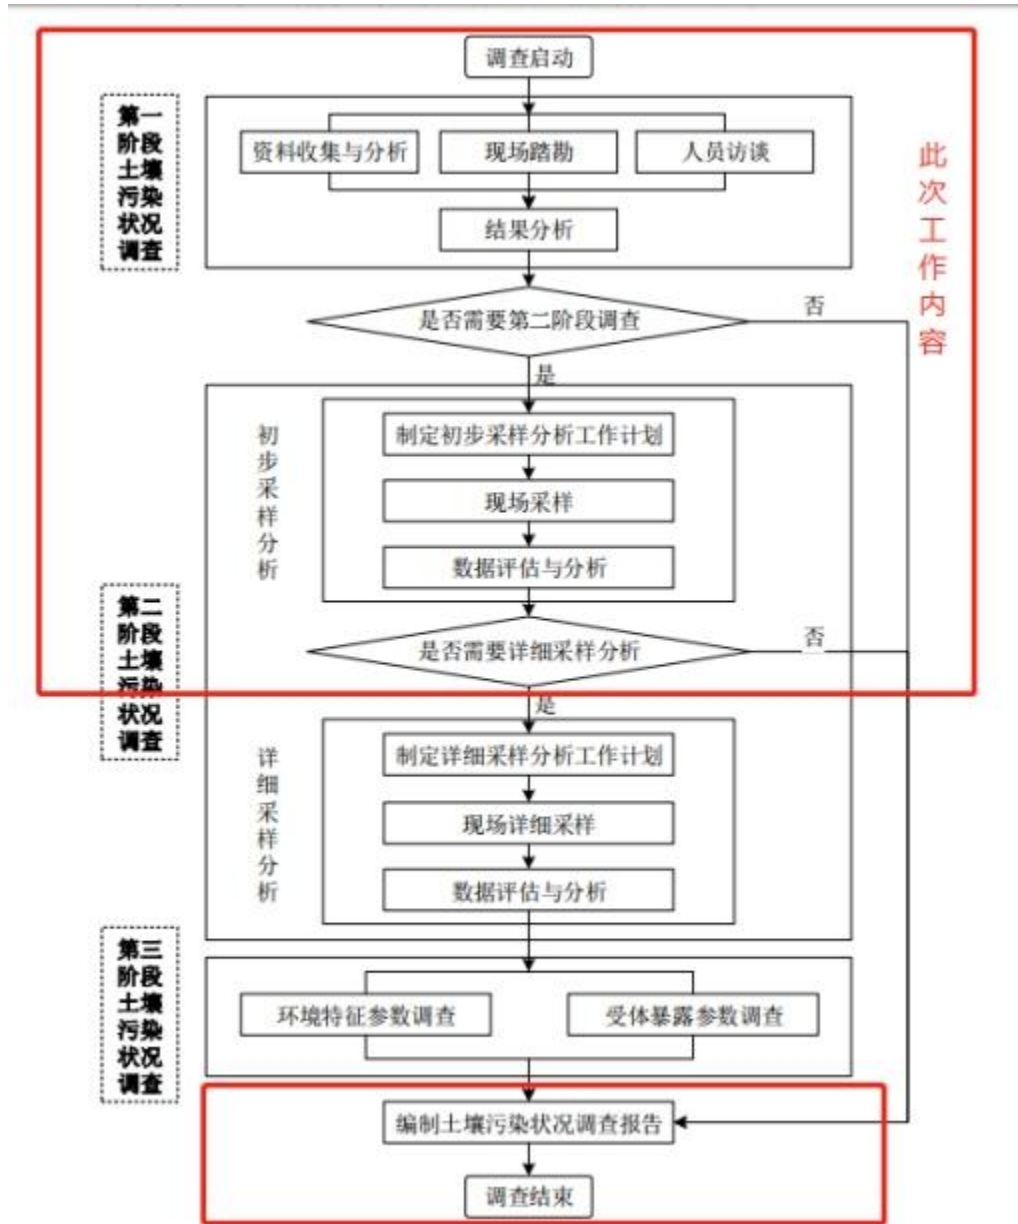 调查启动
第一阶段土壤污染状况调查
资料收集与分析
现场踏勘
人员访谈
结果分析
此次工作内容
是否需要第二阶段调查
否
是
初步采样分析
制定初步采样分析工作计划
现场采样
数据评估与分析
第二阶段土壤污染状况调查
是否需要详细采样分析
否
是
详细采样分析
制定详细采样分析工作计划
现场详细采样
数据评估与分析
第三阶段土壤污染状况调查
环境特征参数调查
受体暴露参数调查
编制土壤污染状况调查报告
调查结束